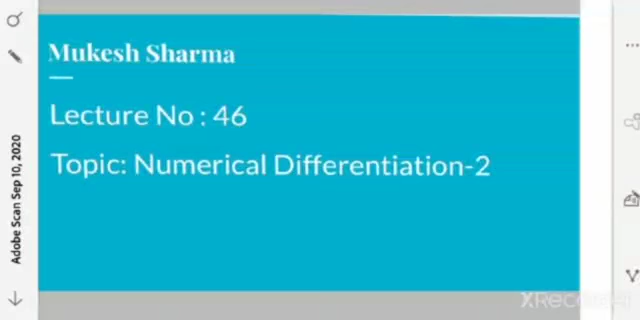 Mukesh Sharma
Lecture No : 46
Topic: Numerical Differentiation-2
Adobe Scan Sep 10, 2020